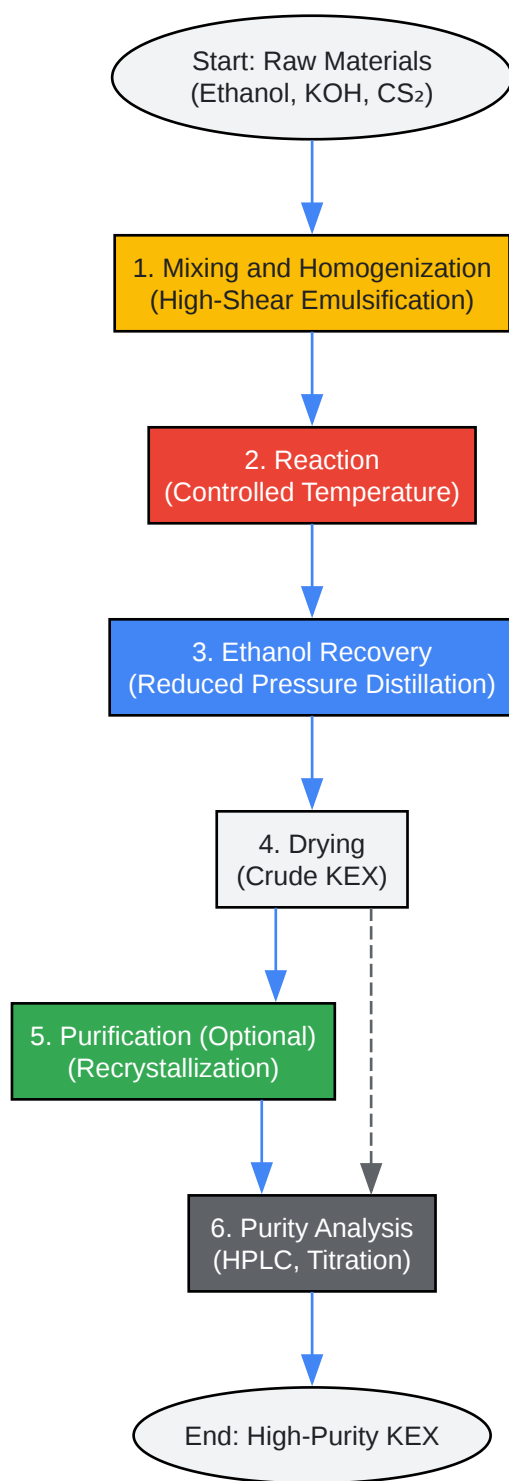 Start: Raw Materials
(Ethanol, KOH, CS₂)
1. Mixing and Homogenization
(High-Shear Emulsification)
2. Reaction
(Controlled Temperature)
3. Ethanol Recovery
(Reduced Pressure Distillation)
4. Drying
(Crude KEX)
5. Purification (Optional)
(Recrystallization)
6. Purity Analysis
(HPLC, Titration)
End: High-Purity KEX